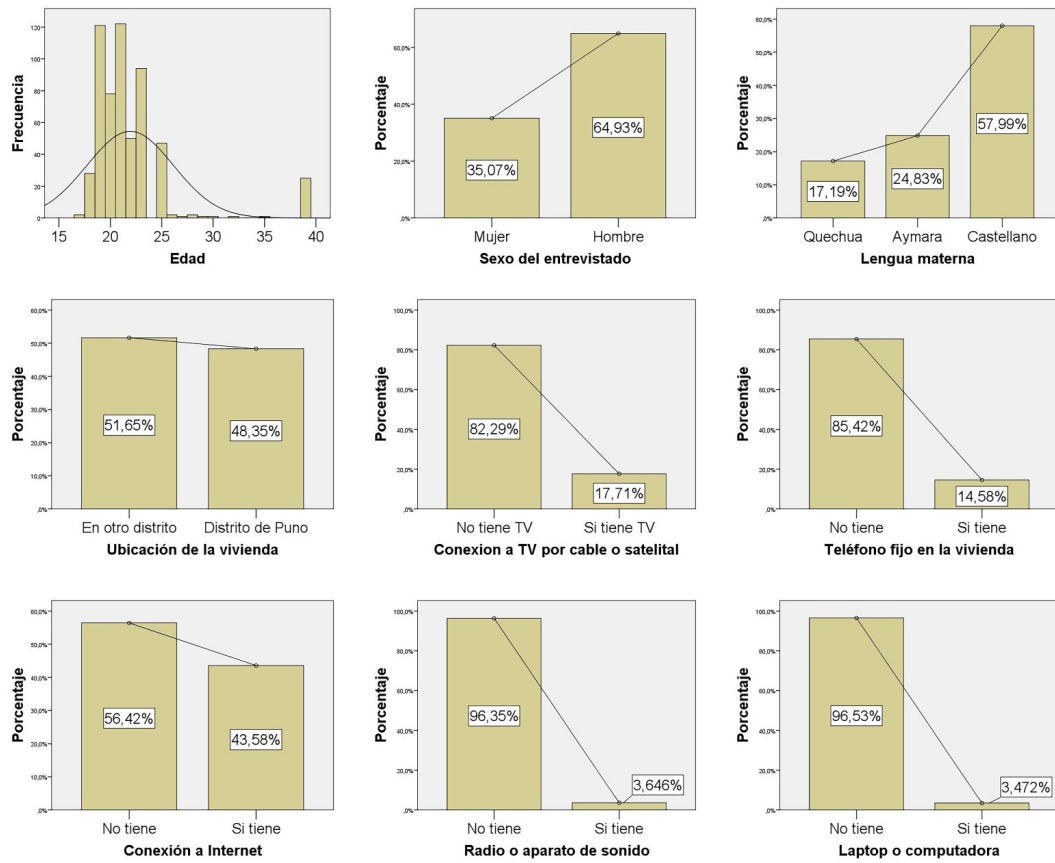 Frecuencia
120
100
80
60
40
20
0
15 20 25 30 35 40
Edad
Porcentaje
60,0%
40,0%
20,0%
,0%
35,07%
64,93%
Mujer Hombre
Sexo del entrevistado
Porcentaje
60,0%
50,0%
40,0%
30,0%
20,0%
10,0%
,0%
17,19%
24,83%
57,99%
Quechua Aymara Castellano
Lengua materna
Porcentaje
60,0%
50,0%
40,0%
30,0%
20,0%
10,0%
,0%
51,65%
48,35%
En otro distrito Distrito de Puno
Ubicación de la vivienda
Porcentaje
100,0%
80,0%
60,0%
40,0%
20,0%
,0%
82,29%
17,71%
No tiene TV Si tiene TV
Conexion a TV por cable o satelital
Porcentaje
100,0%
80,0%
60,0%
40,0%
20,0%
,0%
85,42%
14,58%
No tiene Si tiene
Teléfono fijo en la vivienda
Porcentaje
60,0%
50,0%
40,0%
30,0%
20,0%
10,0%
,0%
56,42%
43,58%
No tiene Si tiene
Conexión a Internet
Porcentaje
100,0%
80,0%
60,0%
40,0%
20,0%
,0%
96,35%
3,646%
No tiene Si tiene
Radio o aparato de sonido
Porcentaje
100,0%
80,0%
60,0%
40,0%
20,0%
,0%
96,53%
3,472%
No tiene Si tiene
Laptop o computadora